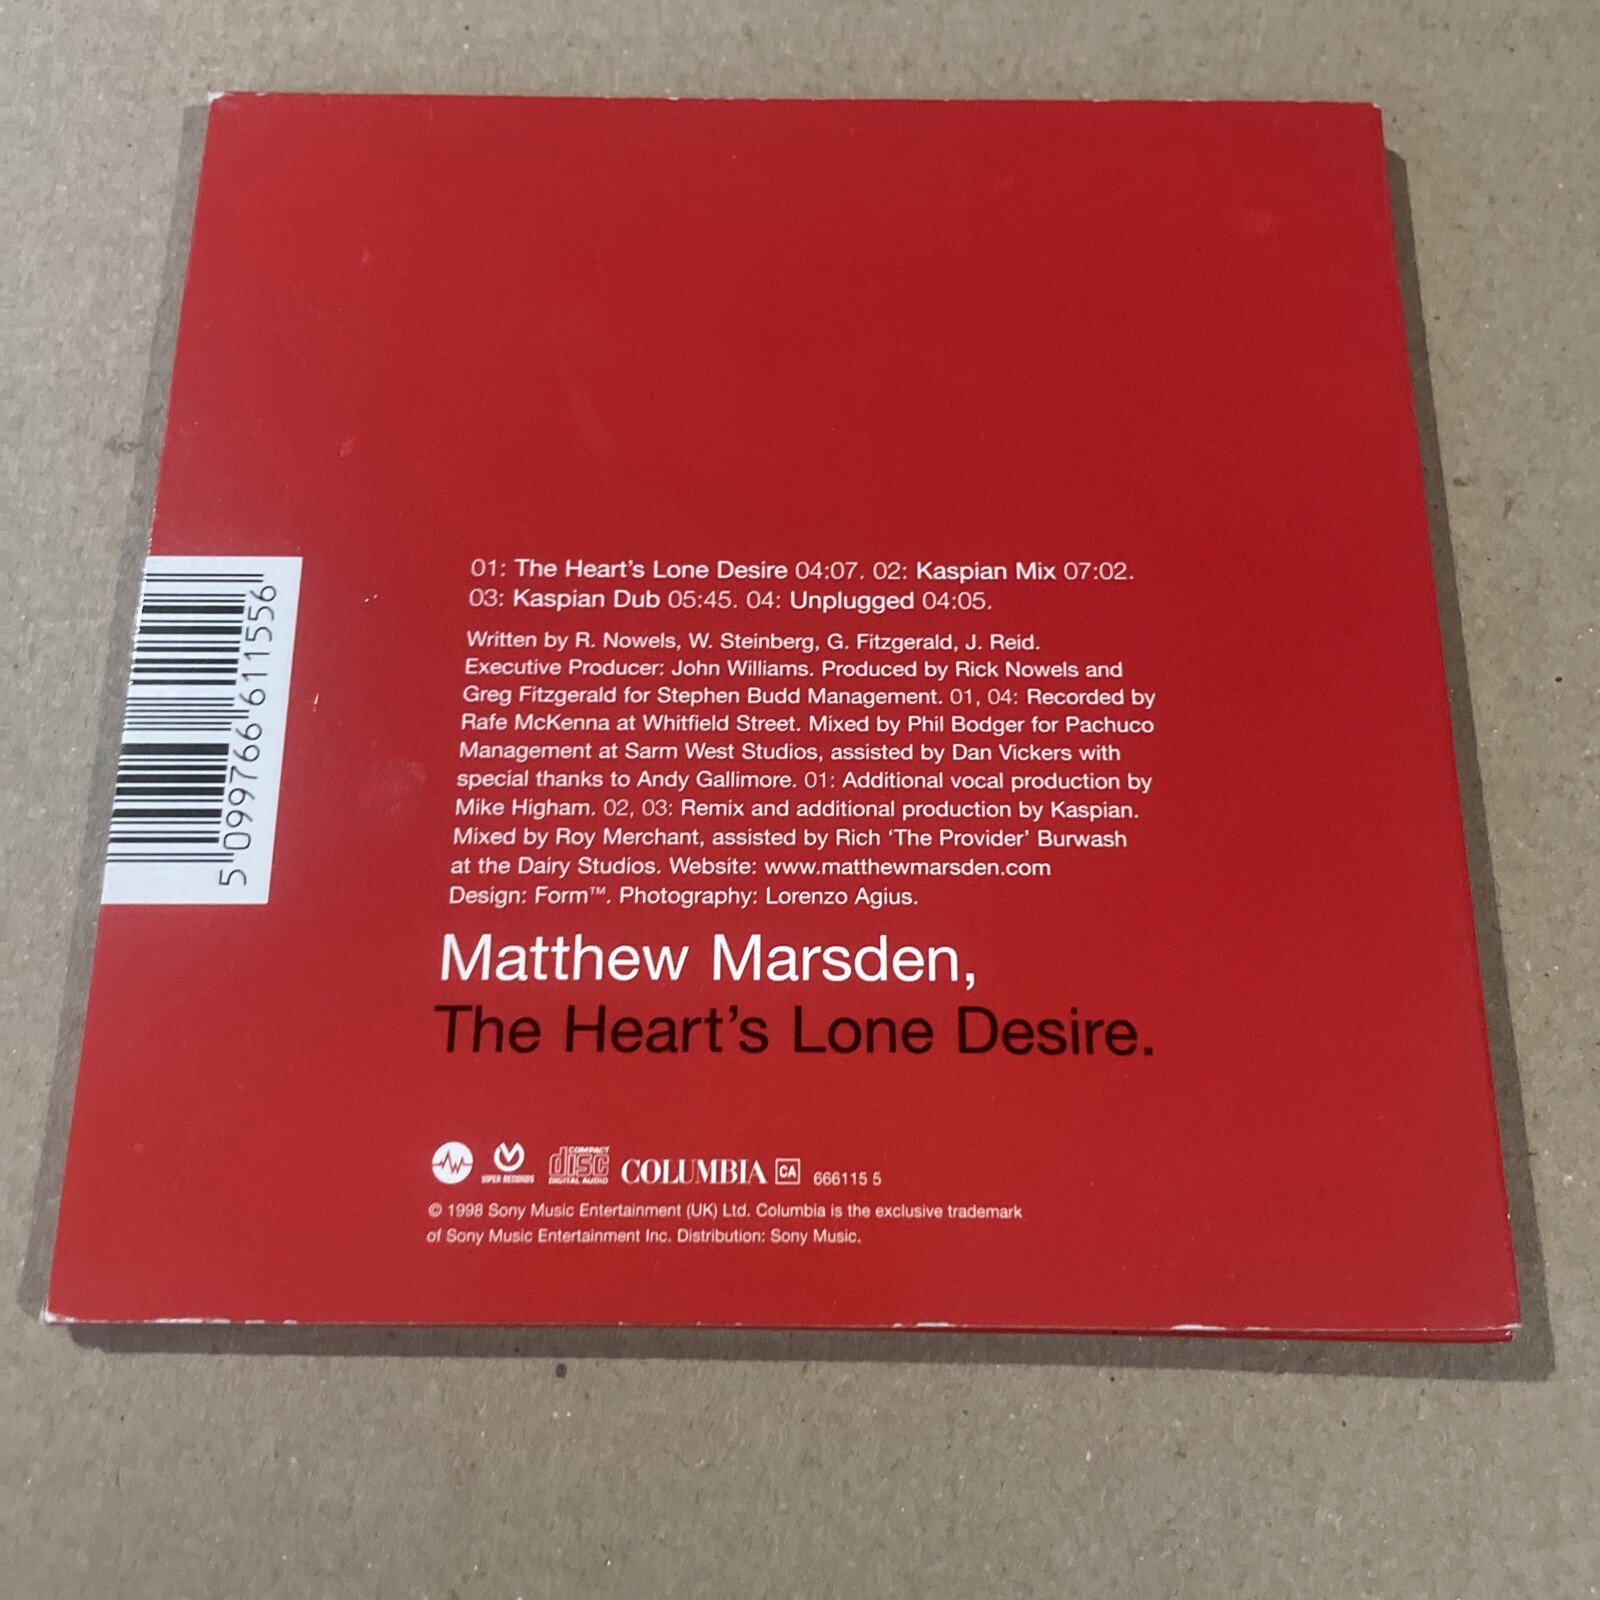 01: The Heart's Lone Desire 04:07. 02: Kaspian Mix 07:02.
03: Kaspian Dub 05:45. 04: Unplugged 04:05.
Written by R. Nowels, W. Steinberg, G. Fitzgerald, J. Reid.
Executive Producer: John Williams. Produced by Rick Nowels and
Greg Fitzgerald for Stephen Budd Management. 01, 04: Recorded by
Rafe McKenna at Whitfield Street. Mixed by Phil Bodger for Pachuco
Management at Sarm West Studios, assisted by Dan Vickers with
special thanks to Andy Gallimore. 01: Additional vocal production by
Mike Higham. 02, 03: Remix and additional production by Kaspian.
Mixed by Roy Merchant, assisted by Rich 'The Provider' Burwash
at the Dairy Studios. Website: www.matthewmarsden.com
Design: Form™. Photography: Lorenzo Agius.
Matthew Marsden,
The Heart's Lone Desire.
5 099766 611556
VIPER RECORDS COMPACT disc DIGITAL AUDIO COLUMBIA CA 666115 5
© 1998 Sony Music Entertainment (UK) Ltd. Columbia is the exclusive trademark
of Sony Music Entertainment Inc. Distribution: Sony Music.